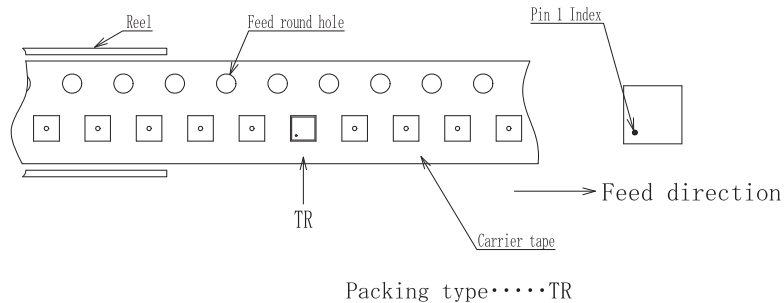 Reel
Feed round hole
Pin 1 Index
Feed direction
TR
Carrier tape
Packing type·····TR